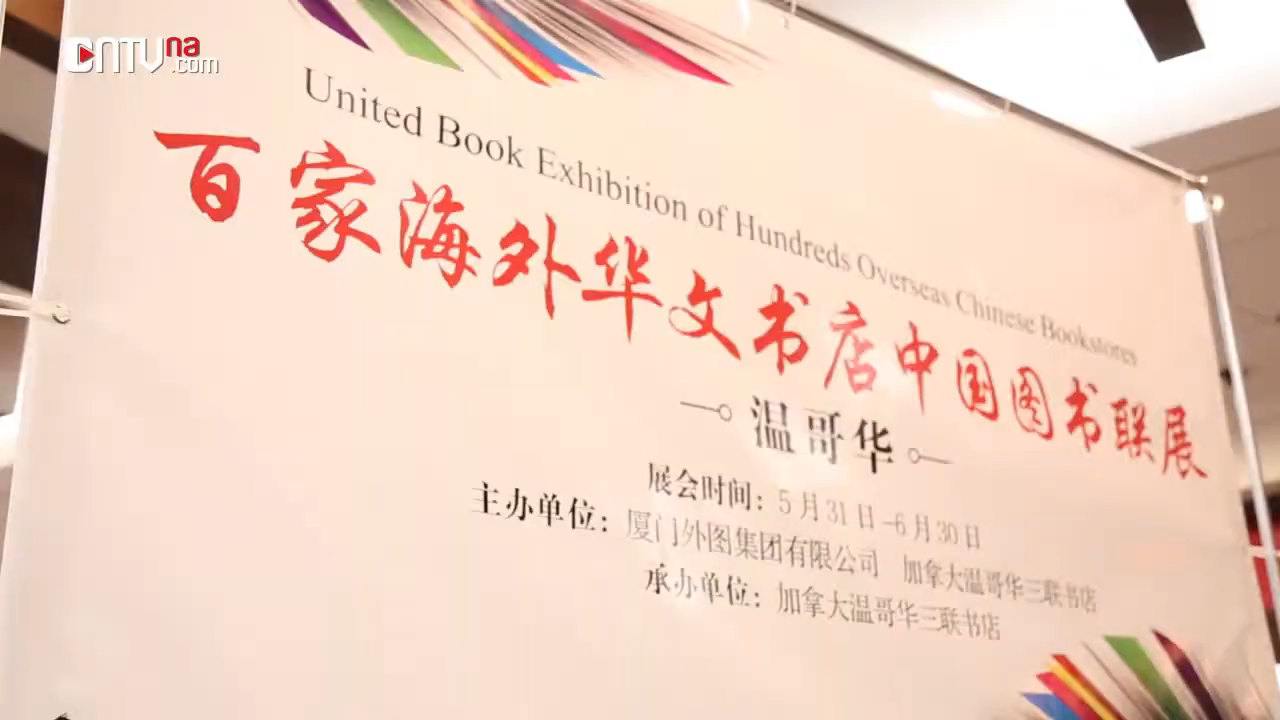 CNTVna.com
United Book Exhibition of Hundreds Overseas Chinese Bookstores
百家海外华文书店中国图书联展
温哥华
展会时间：5月31日-6月30日
主办单位：厦门外图集团有限公司 加拿大温哥华三联书店
承办单位：加拿大温哥华三联书店